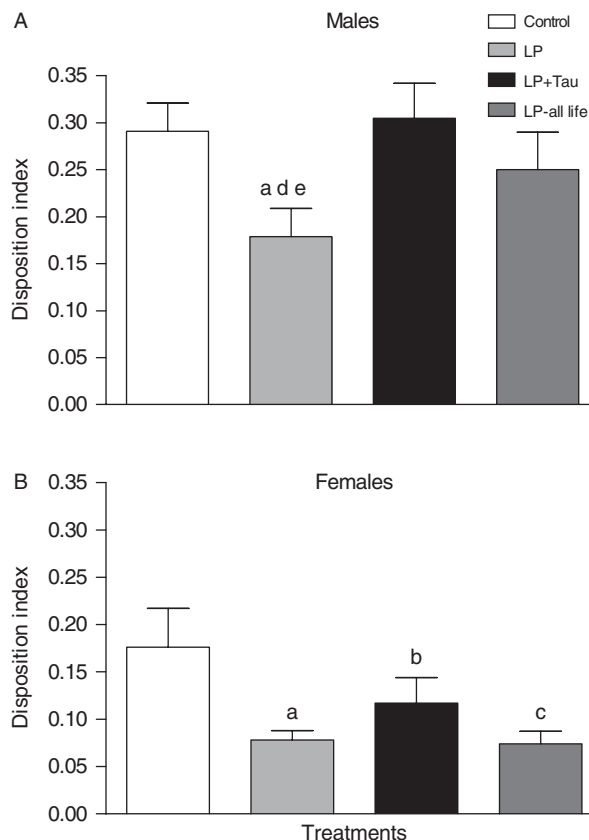 A
Males
Control
LP
LP+Tau
LP-all life
0.35
0.30
0.25
0.20
0.15
0.10
0.05
0.00
Disposition index
a d e
B
Females
0.35
0.30
0.25
0.20
0.15
0.10
0.05
0.00
Disposition index
a
b
c
Treatments